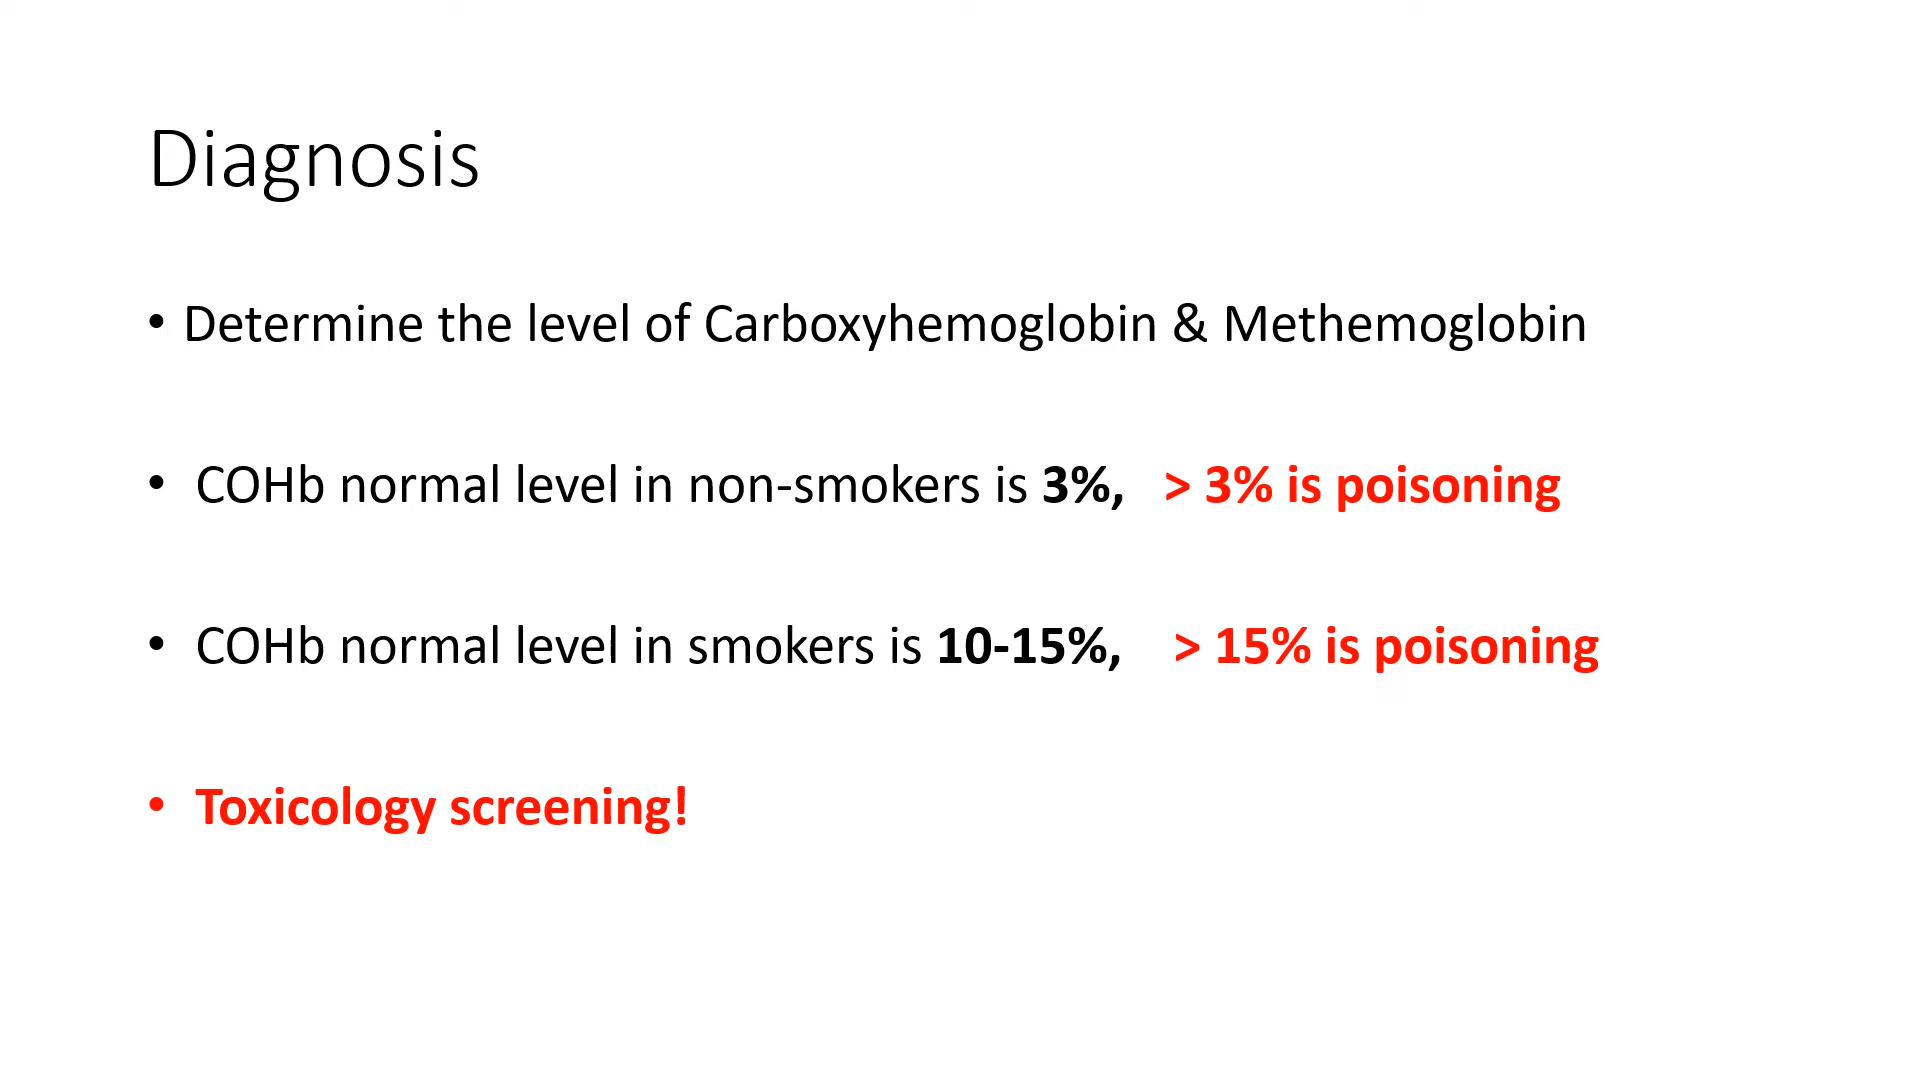 Diagnosis
• Determine the level of Carboxyhemoglobin & Methemoglobin
• COHb normal level in non-smokers is 3%, > 3% is poisoning
• COHb normal level in smokers is 10-15%, > 15% is poisoning
• Toxicology screening!